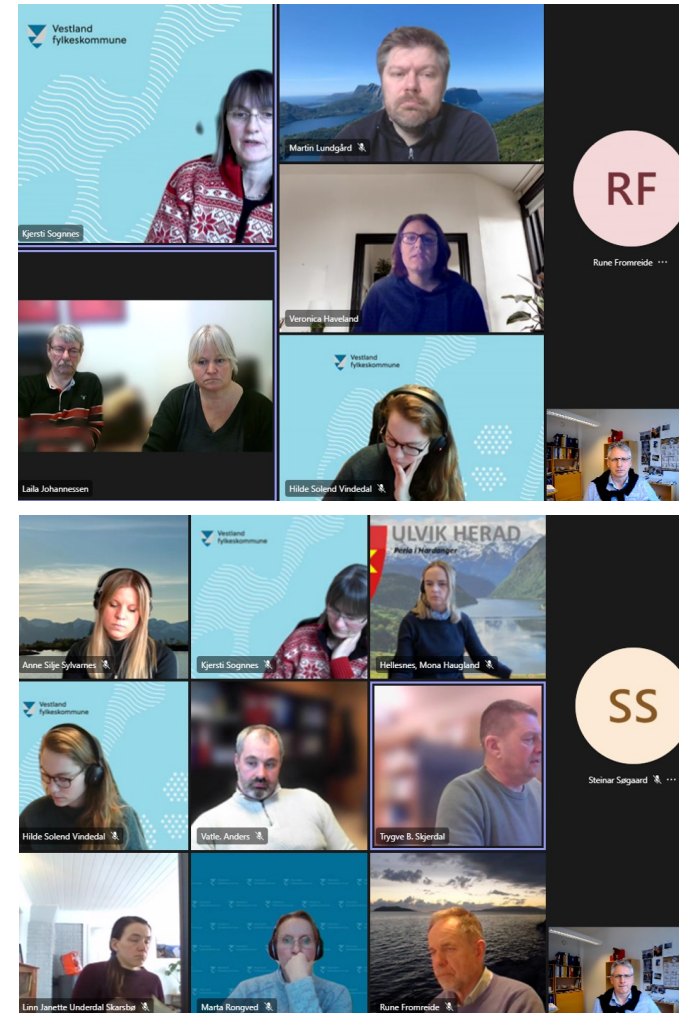 Vestland
fylkeskommune
Kjersti Sognnes
Martin Lundgård
Veronica Haveland
RF
Rune Fromreide
Laila Johannessen
Vestland
fylkeskommune
Hilde Solend Vindedal
Anne Silje Sylvarnes
Vestland
fylkeskommune
Kjersti Sognnes
ULVIK HERAD
Perla i Hardanger
Hellesnes, Mona Haugland
SS
Steinar Søgaard
Vestland
fylkeskommune
Hilde Solend Vindedal
Vatle, Anders
Trygve B. Skjerdal
Linn Janette Underdal Skarsbø
Marta Rongved
Rune Fromreide